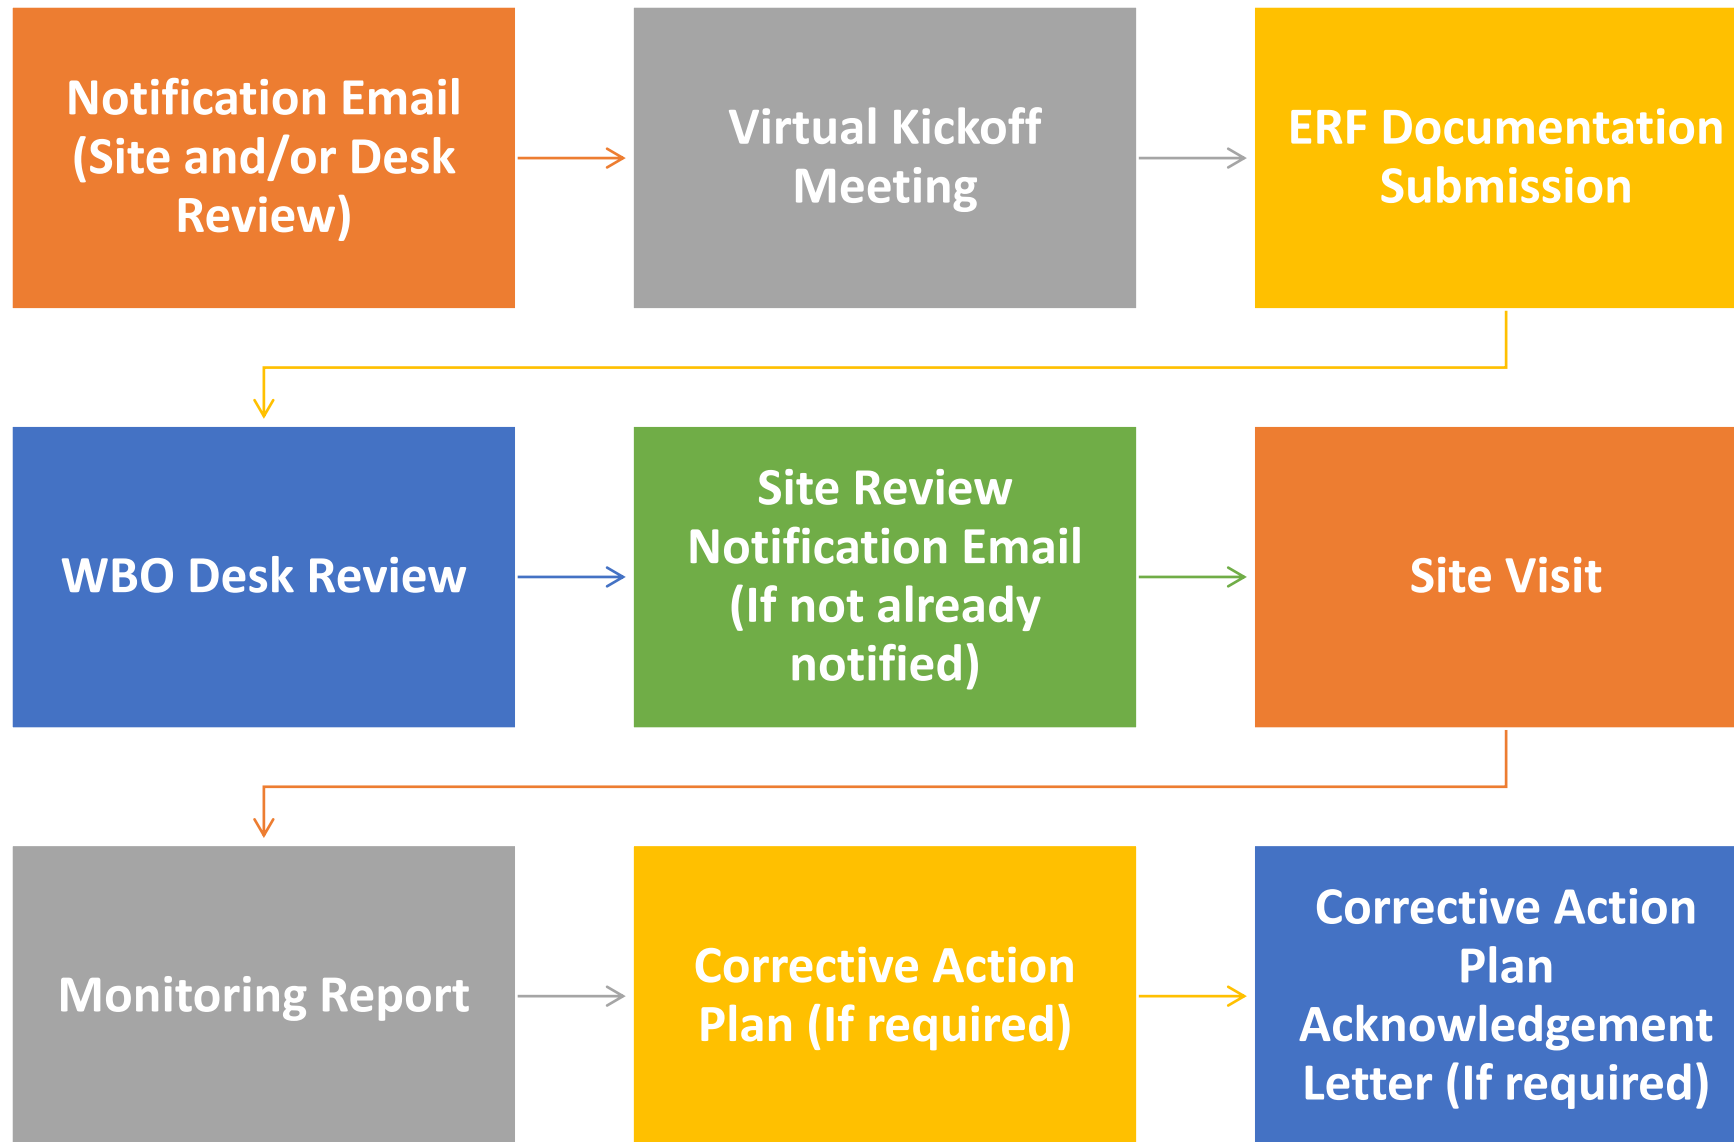 Notification Email
(Site and/or Desk
Review)
Virtual Kickoff
Meeting
ERF Documentation
Submission
WBO Desk Review
Site Review
Notification Email
(If not already
notified)
Site Visit
Monitoring Report
Corrective Action
Plan (If required)
Corrective Action
Plan
Acknowledgement
Letter (If required)